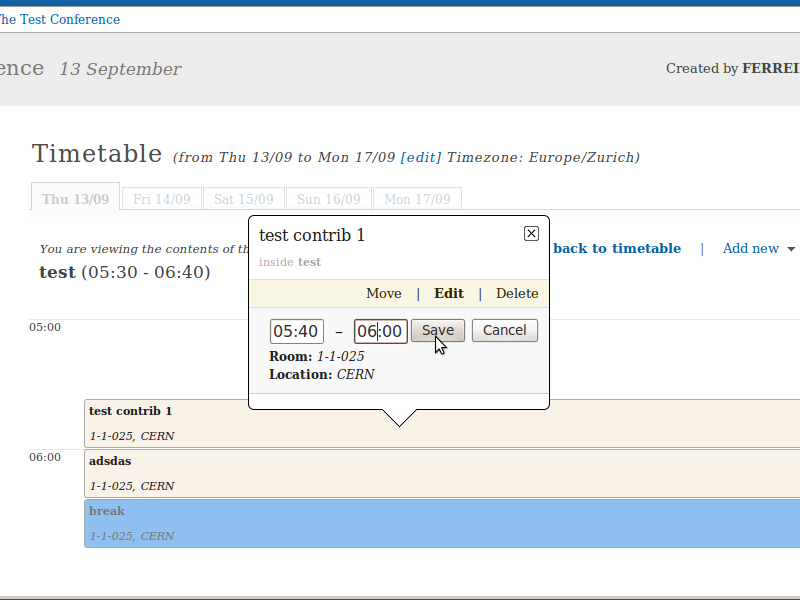 The Test Conference
ence 13 September
Created by FERREI
Timetable (from Thu 13/09 to Mon 17/09 [edit] Timezone: Europe/Zurich)
Thu 13/09 Fri 14/09 Sat 15/09 Sun 16/09 Mon 17/09
You are viewing the contents of th
back to timetable | Add new
test (05:30 - 06:40)
test contrib 1
inside test
Move | Edit | Delete
05:40 – 06:00 Save Cancel
Room: 1-1-025
Location: CERN
05:00
test contrib 1
1-1-025, CERN
06:00
adsdas
1-1-025, CERN
break
1-1-025, CERN